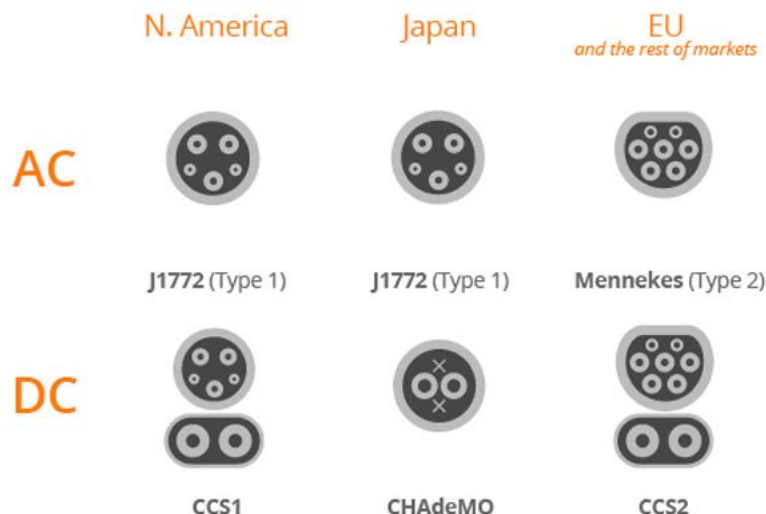 N. America
Japan
EU
and the rest of markets
AC
J1772 (Type 1)
J1772 (Type 1)
Mennekes (Type 2)
DC
CCS1
CHAdeMO
CCS2